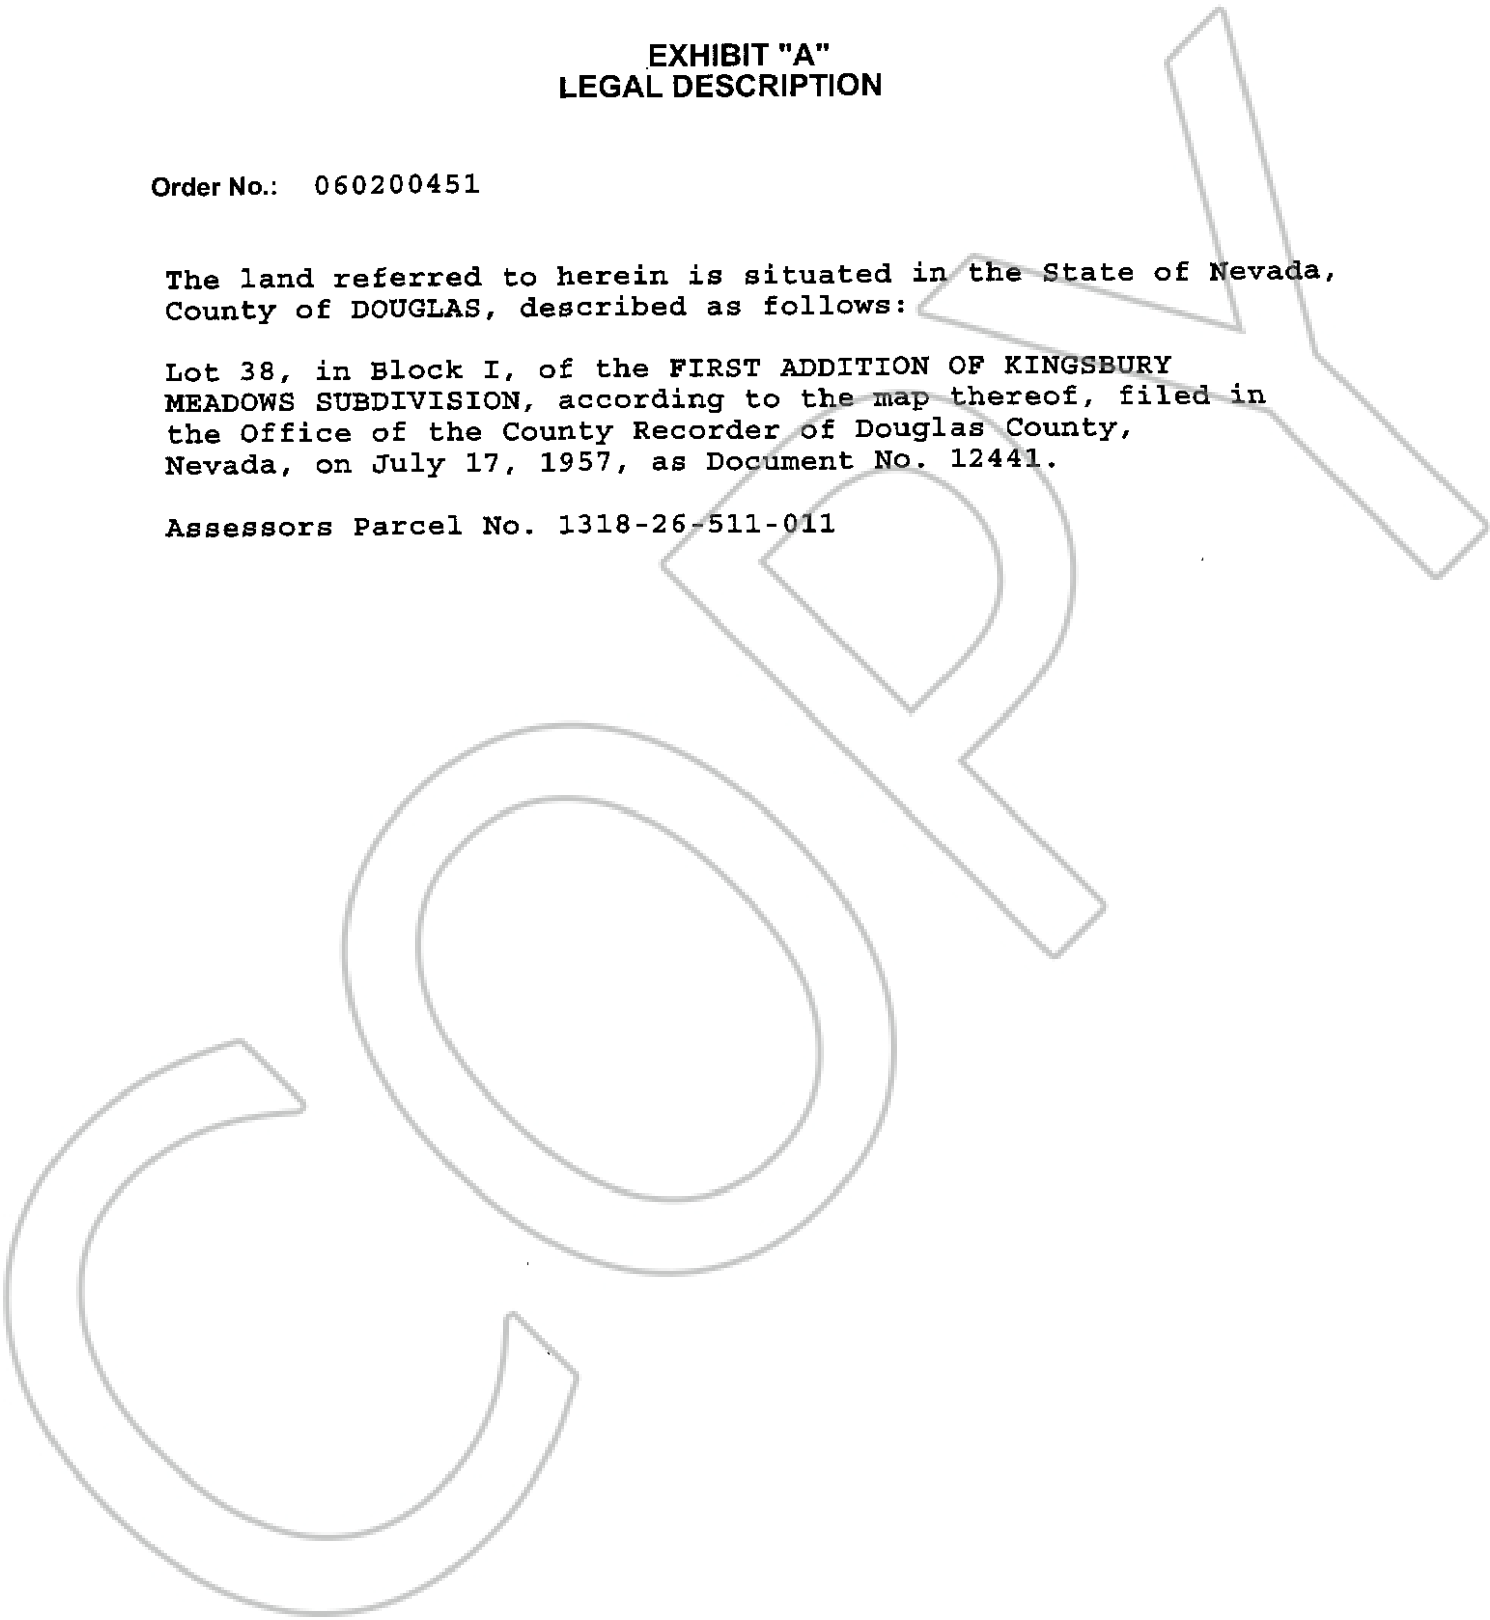 EXHIBIT "A"
LEGAL DESCRIPTION
Order No.: 060200451
The land referred to herein is situated in the State of Nevada,
County of DOUGLAS, described as follows:
Lot 38, in Block I, of the FIRST ADDITION OF KINGSBURY
MEADOWS SUBDIVISION, according to the map thereof, filed in
the Office of the County Recorder of Douglas County,
Nevada, on July 17, 1957, as Document No. 12441.
Assessors Parcel No. 1318-26-511-011
COPY